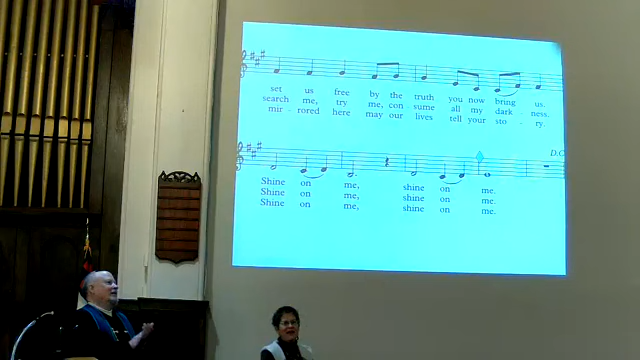 set us free by the truth you now bring us.
search me, try me, con - sume all my dark - ness.
mir - rored here may our lives tell your sto - ry.
D.C
Shine on me, shine on me.
Shine on me, shine on me.
Shine on me, shine on me.